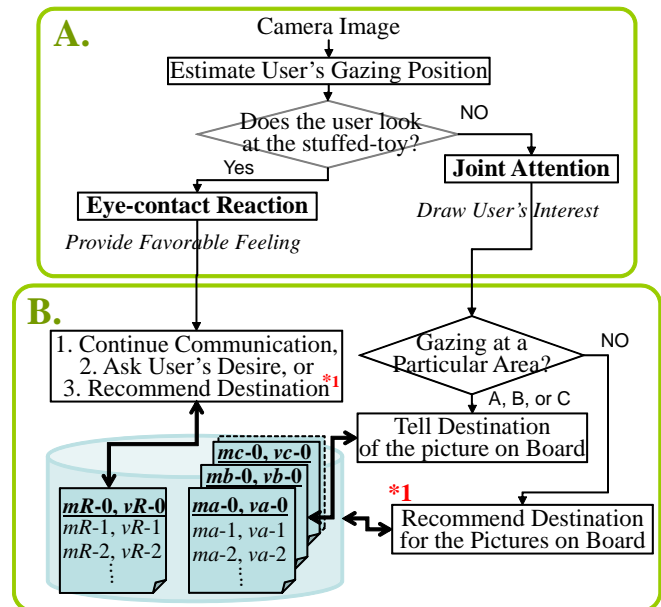 A.
Camera Image
Estimate User's Gazing Position
Does the user look
at the stuffed-toy?
NO
Yes
Joint Attention
Eye-contact Reaction
Draw User's Interest
Provide Favorable Feeling
B.
1. Continue Communication,
2. Ask User's Desire, or
3. Recommend Destination*1
Gazing at a
Particular Area?
NO
A, B, or C
Tell Destination
of the picture on Board
mc-0, vc-0
mb-0, vb-0
mR-0, vR-0
mR-1, vR-1
mR-2, vR-2
⋮
ma-0, va-0
ma-1, va-1
ma-2, va-2
⋮
*1
Recommend Destination
for the Pictures on Board